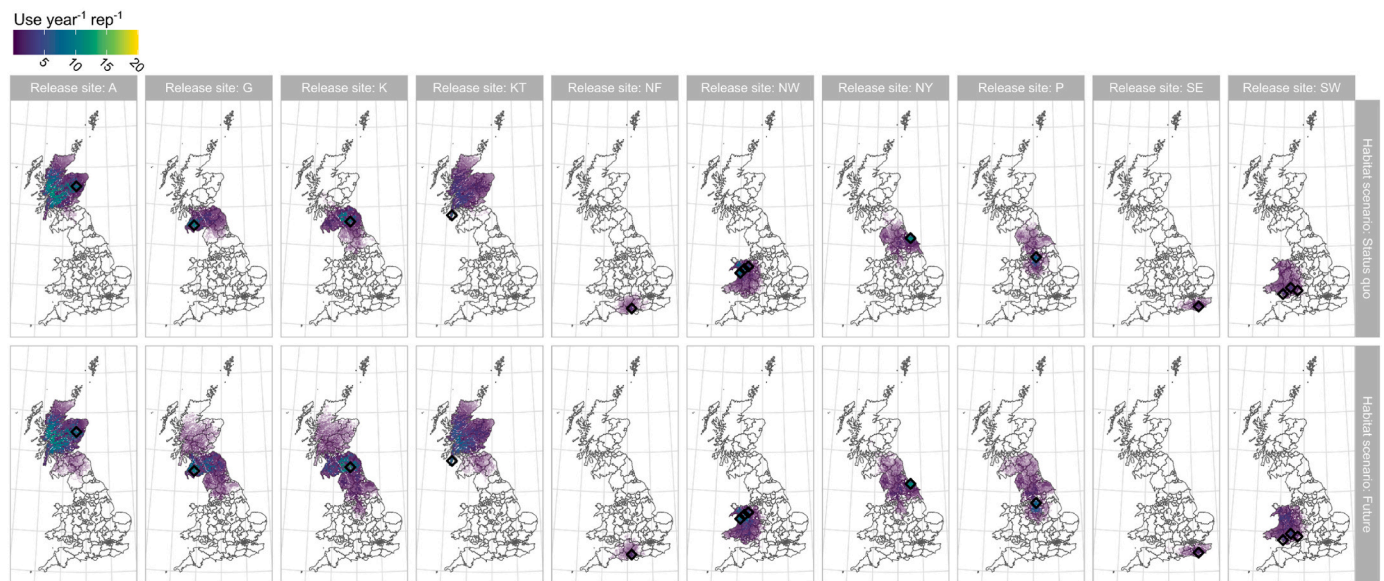 Use year⁻¹ rep⁻¹
5 10 15 20
Release site: A Release site: G Release site: K Release site: KT Release site: NF Release site: NW Release site: NY Release site: P Release site: SE Release site: SW
Habitat scenario: Status quo
Habitat scenario: Future